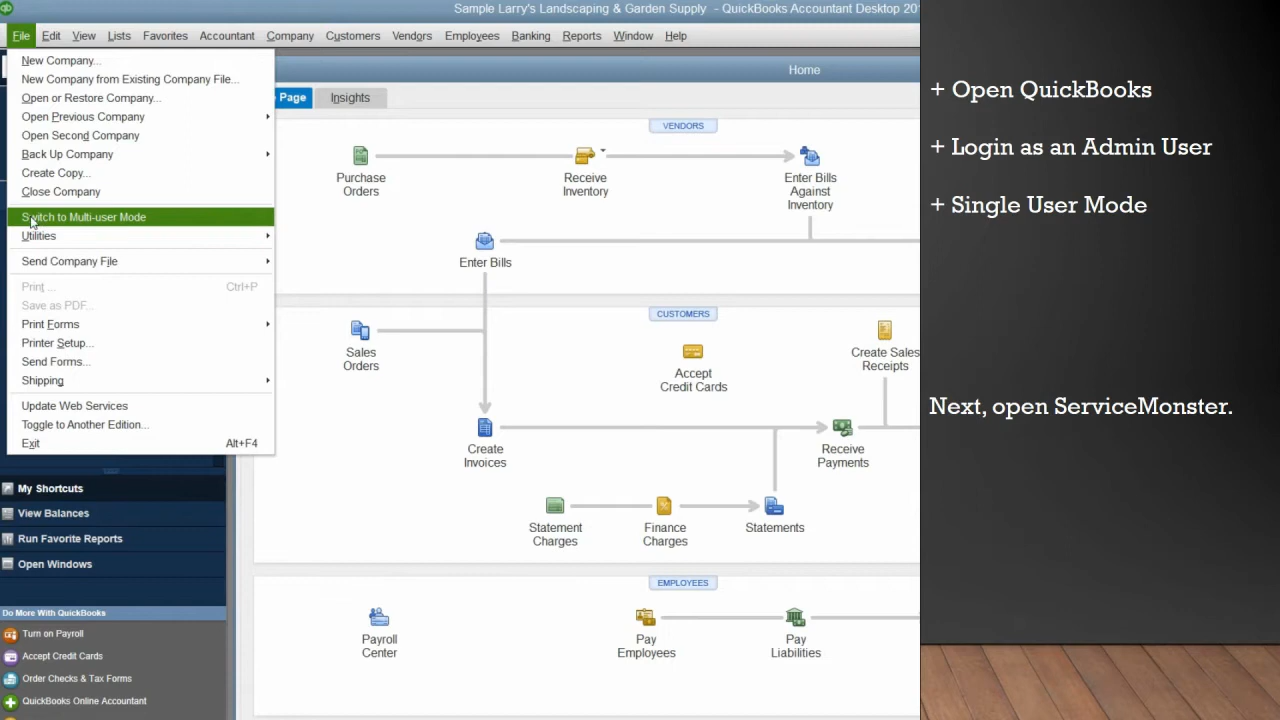 Sample Larry's Landscaping & Garden Supply - QuickBooks Accountant Desktop 20
File Edit View Lists Favorites Accountant Company Customers Vendors Employees Banking Reports Window Help
New Company...
New Company from Existing Company File...
Open or Restore Company...
Open Previous Company
Open Second Company
Back Up Company
Create Copy...
Close Company
Switch to Multi-user Mode
Utilities
Send Company File
Print ... Ctrl+P
Save as PDF...
Print Forms
Printer Setup...
Send Forms...
Shipping
Update Web Services
Toggle to Another Edition...
Exit Alt+F4
My Shortcuts
View Balances
Run Favorite Reports
Open Windows
Do More With QuickBooks
Turn on Payroll
Accept Credit Cards
Order Checks & Tax Forms
QuickBooks Online Accountant
Home
Page Insights
VENDORS
Purchase
Orders
Receive
Inventory
Enter Bills
Against
Inventory
Enter Bills
CUSTOMERS
Sales
Orders
Accept
Credit Cards
Create Sales
Receipts
Create
Invoices
Receive
Payments
Statement
Charges
Finance
Charges
Statements
EMPLOYEES
Payroll
Center
Pay
Employees
Pay
Liabilities
+ Open QuickBooks
+ Login as an Admin User
+ Single User Mode
Next, open ServiceMonster.